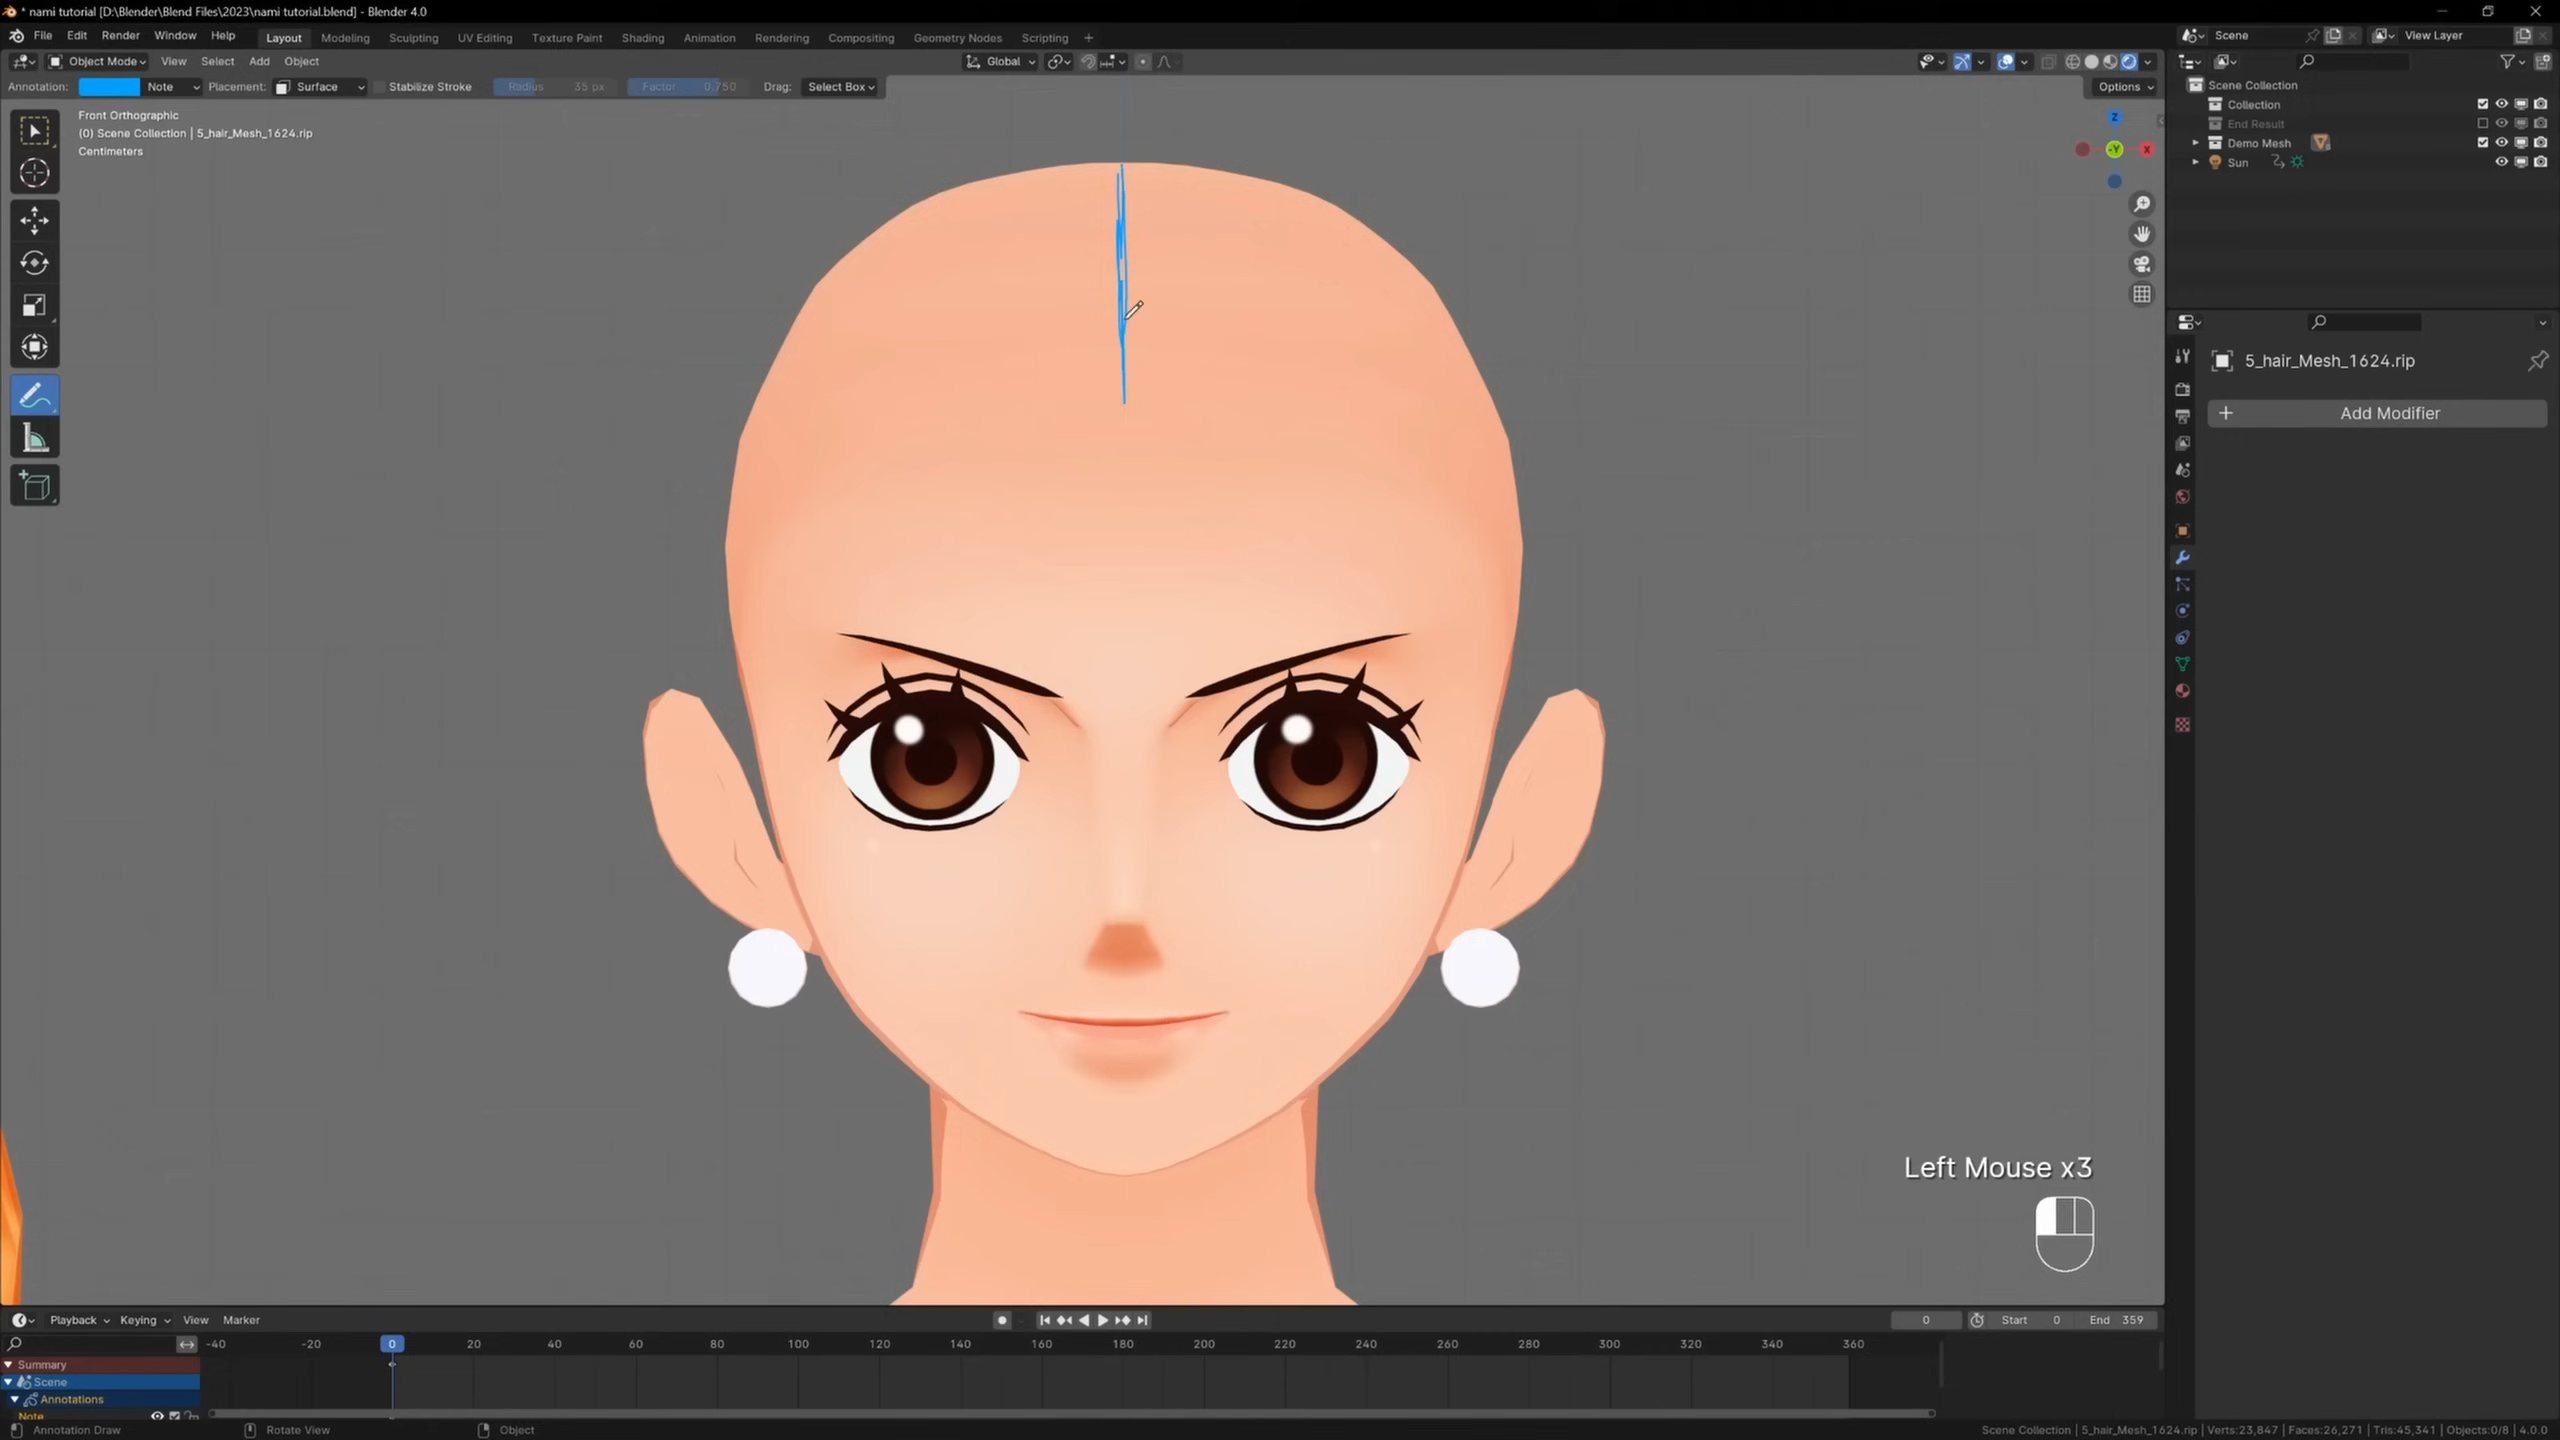 * nami tutorial [D:\Blender\Blend Files\2023\nami tutorial.blend] - Blender 4.0
File Edit Render Window Help Layout Modeling Sculpting UV Editing Texture Paint Shading Animation Rendering Compositing Geometry Nodes Scripting +
Scene View Layer
Object Mode View Select Add Object Global
Annotation: Note Placement: Surface Stabilize Stroke Radius 35 px Factor 0.750 Drag: Select Box Options
Front Orthographic
(0) Scene Collection | 5_hair_Mesh_1624.rip
Centimeters
Z
-Y
X
Scene Collection
Collection
End Result
Demo Mesh
Sun
5_hair_Mesh_1624.rip
+ Add Modifier
Left Mouse x3
Playback Keying View Marker 0 Start 0 End 359
-40 -20 0 20 40 60 80 100 120 140 160 180 200 220 240 260 280 300 320 340 360
Summary
Scene
Annotations
Note
Annotation Draw Rotate View Object Scene Collection | 5_hair_Mesh_1624.rip | Verts:23,847 | Faces:26,271 | Tris:45,341 | Objects:0/8 | 4.0.0